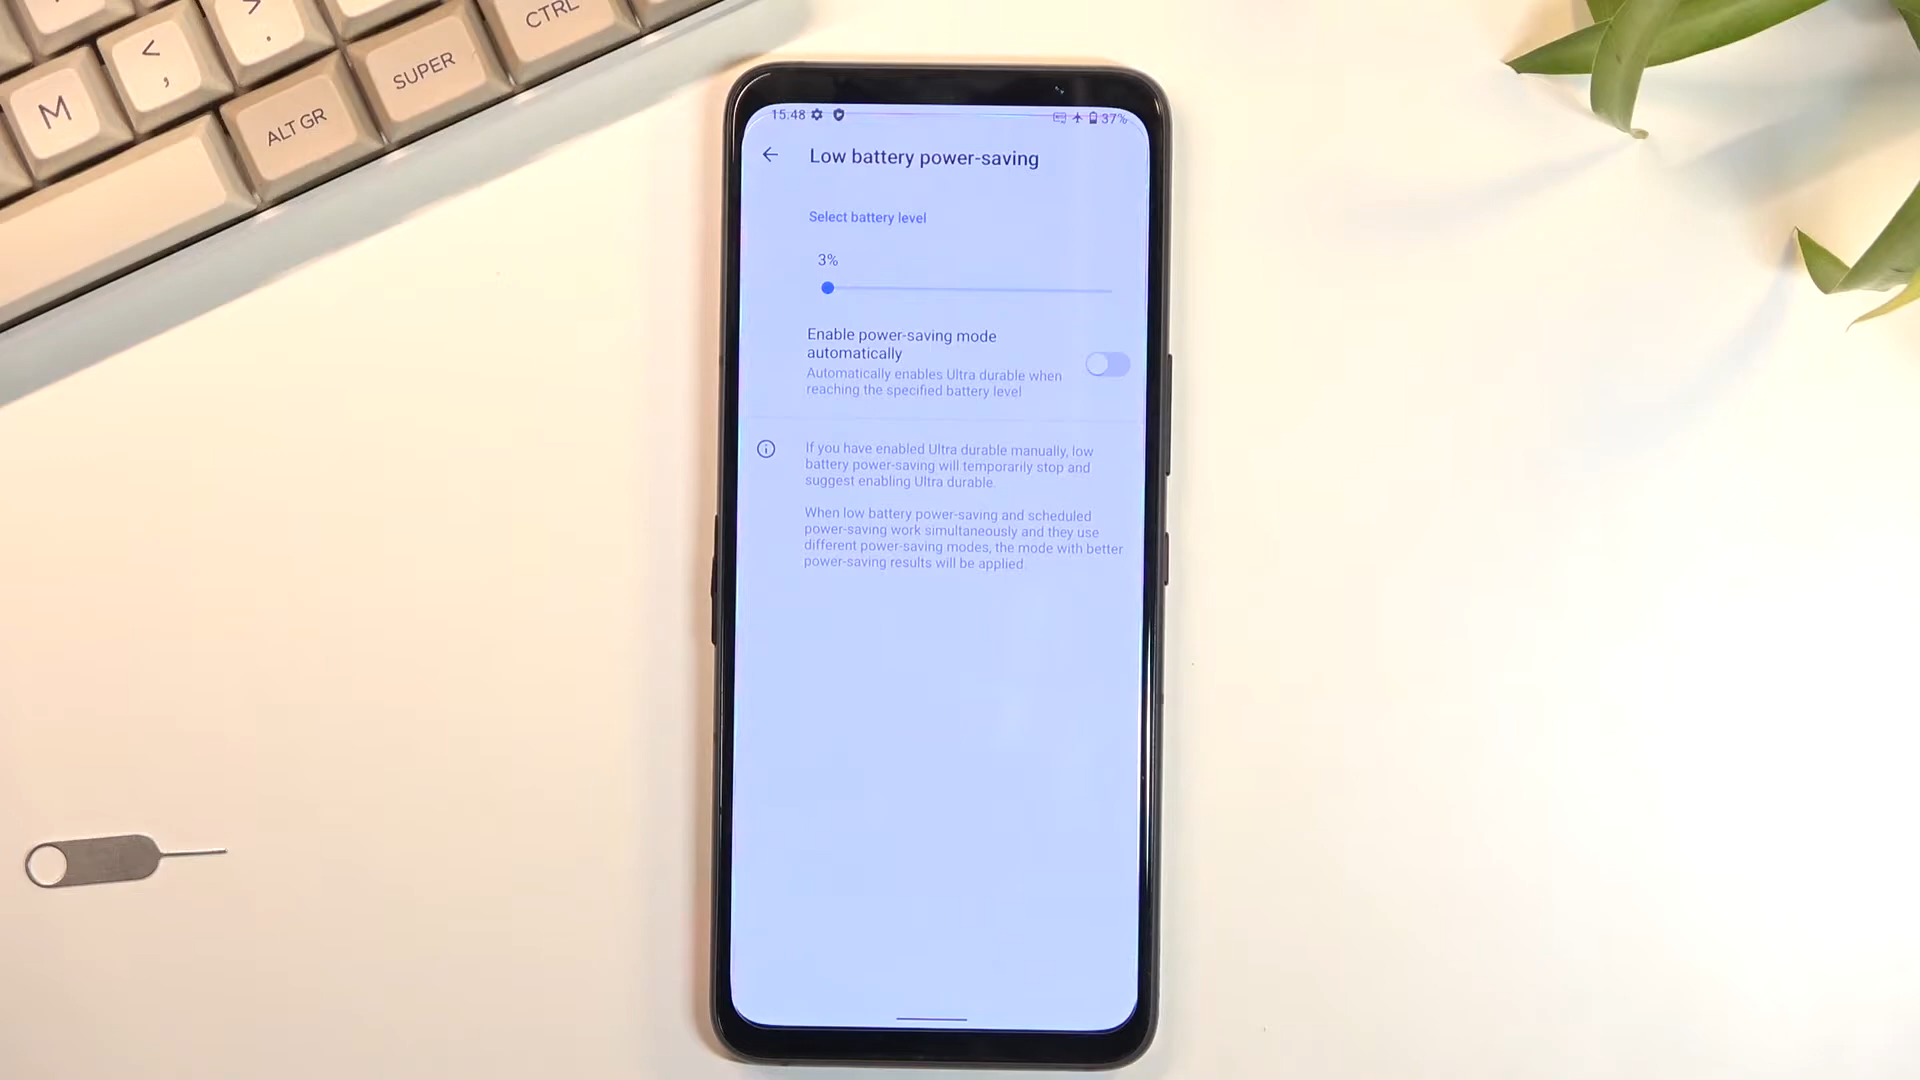 CTRL
> .
<
,
SUPER
M
ALT GR
15:48
37%
Low battery power-saving
Select battery level
3%
Enable power-saving mode
automatically
Automatically enables Ultra durable when
reaching the specified battery level
If you have enabled Ultra durable manually, low
battery power-saving will temporarily stop and
suggest enabling Ultra durable.
When low battery power-saving and scheduled
power-saving work simultaneously and they use
different power-saving modes, the mode with better
power-saving results will be applied